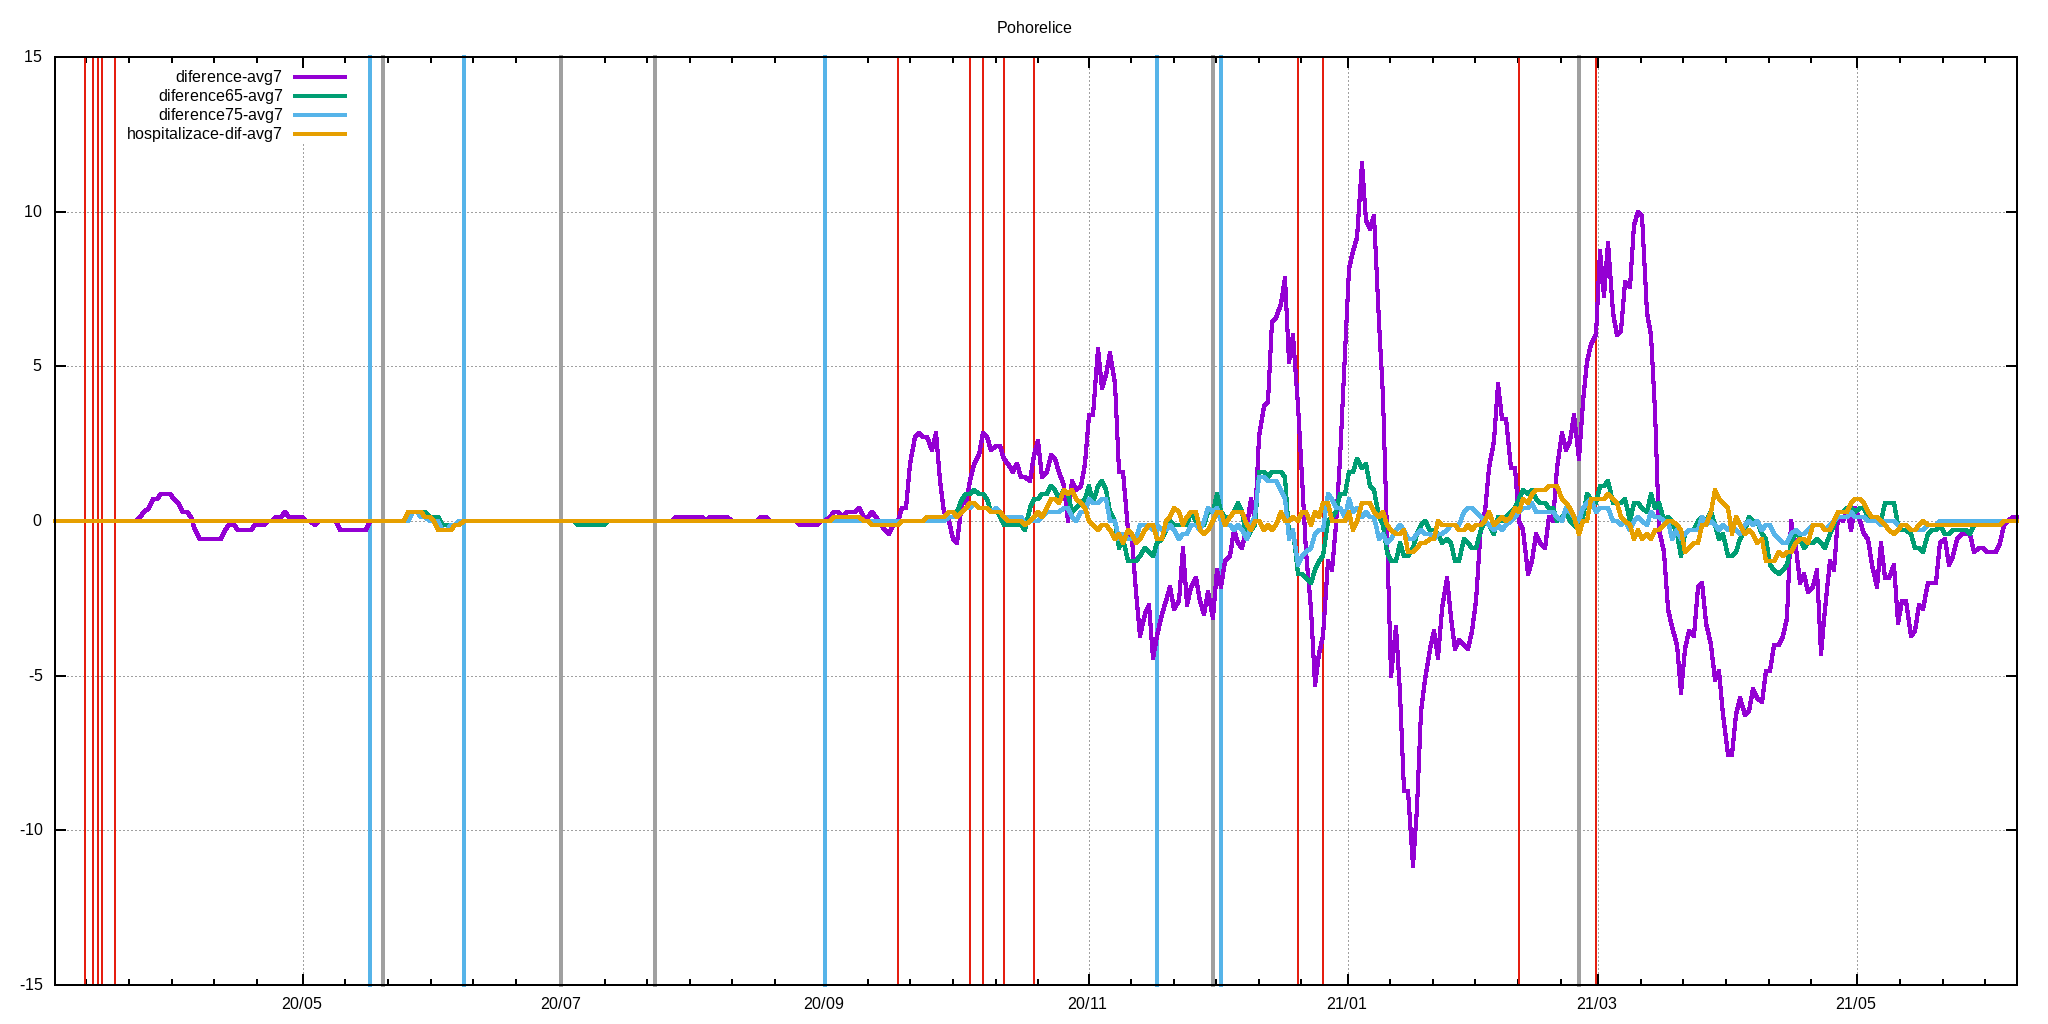 Pohorelice
diference-avg7
diference65-avg7
diference75-avg7
hospitalizace-dif-avg7
15
10
5
0
-5
-10
-15
20/05 20/07 20/09 20/11 21/01 21/03 21/05